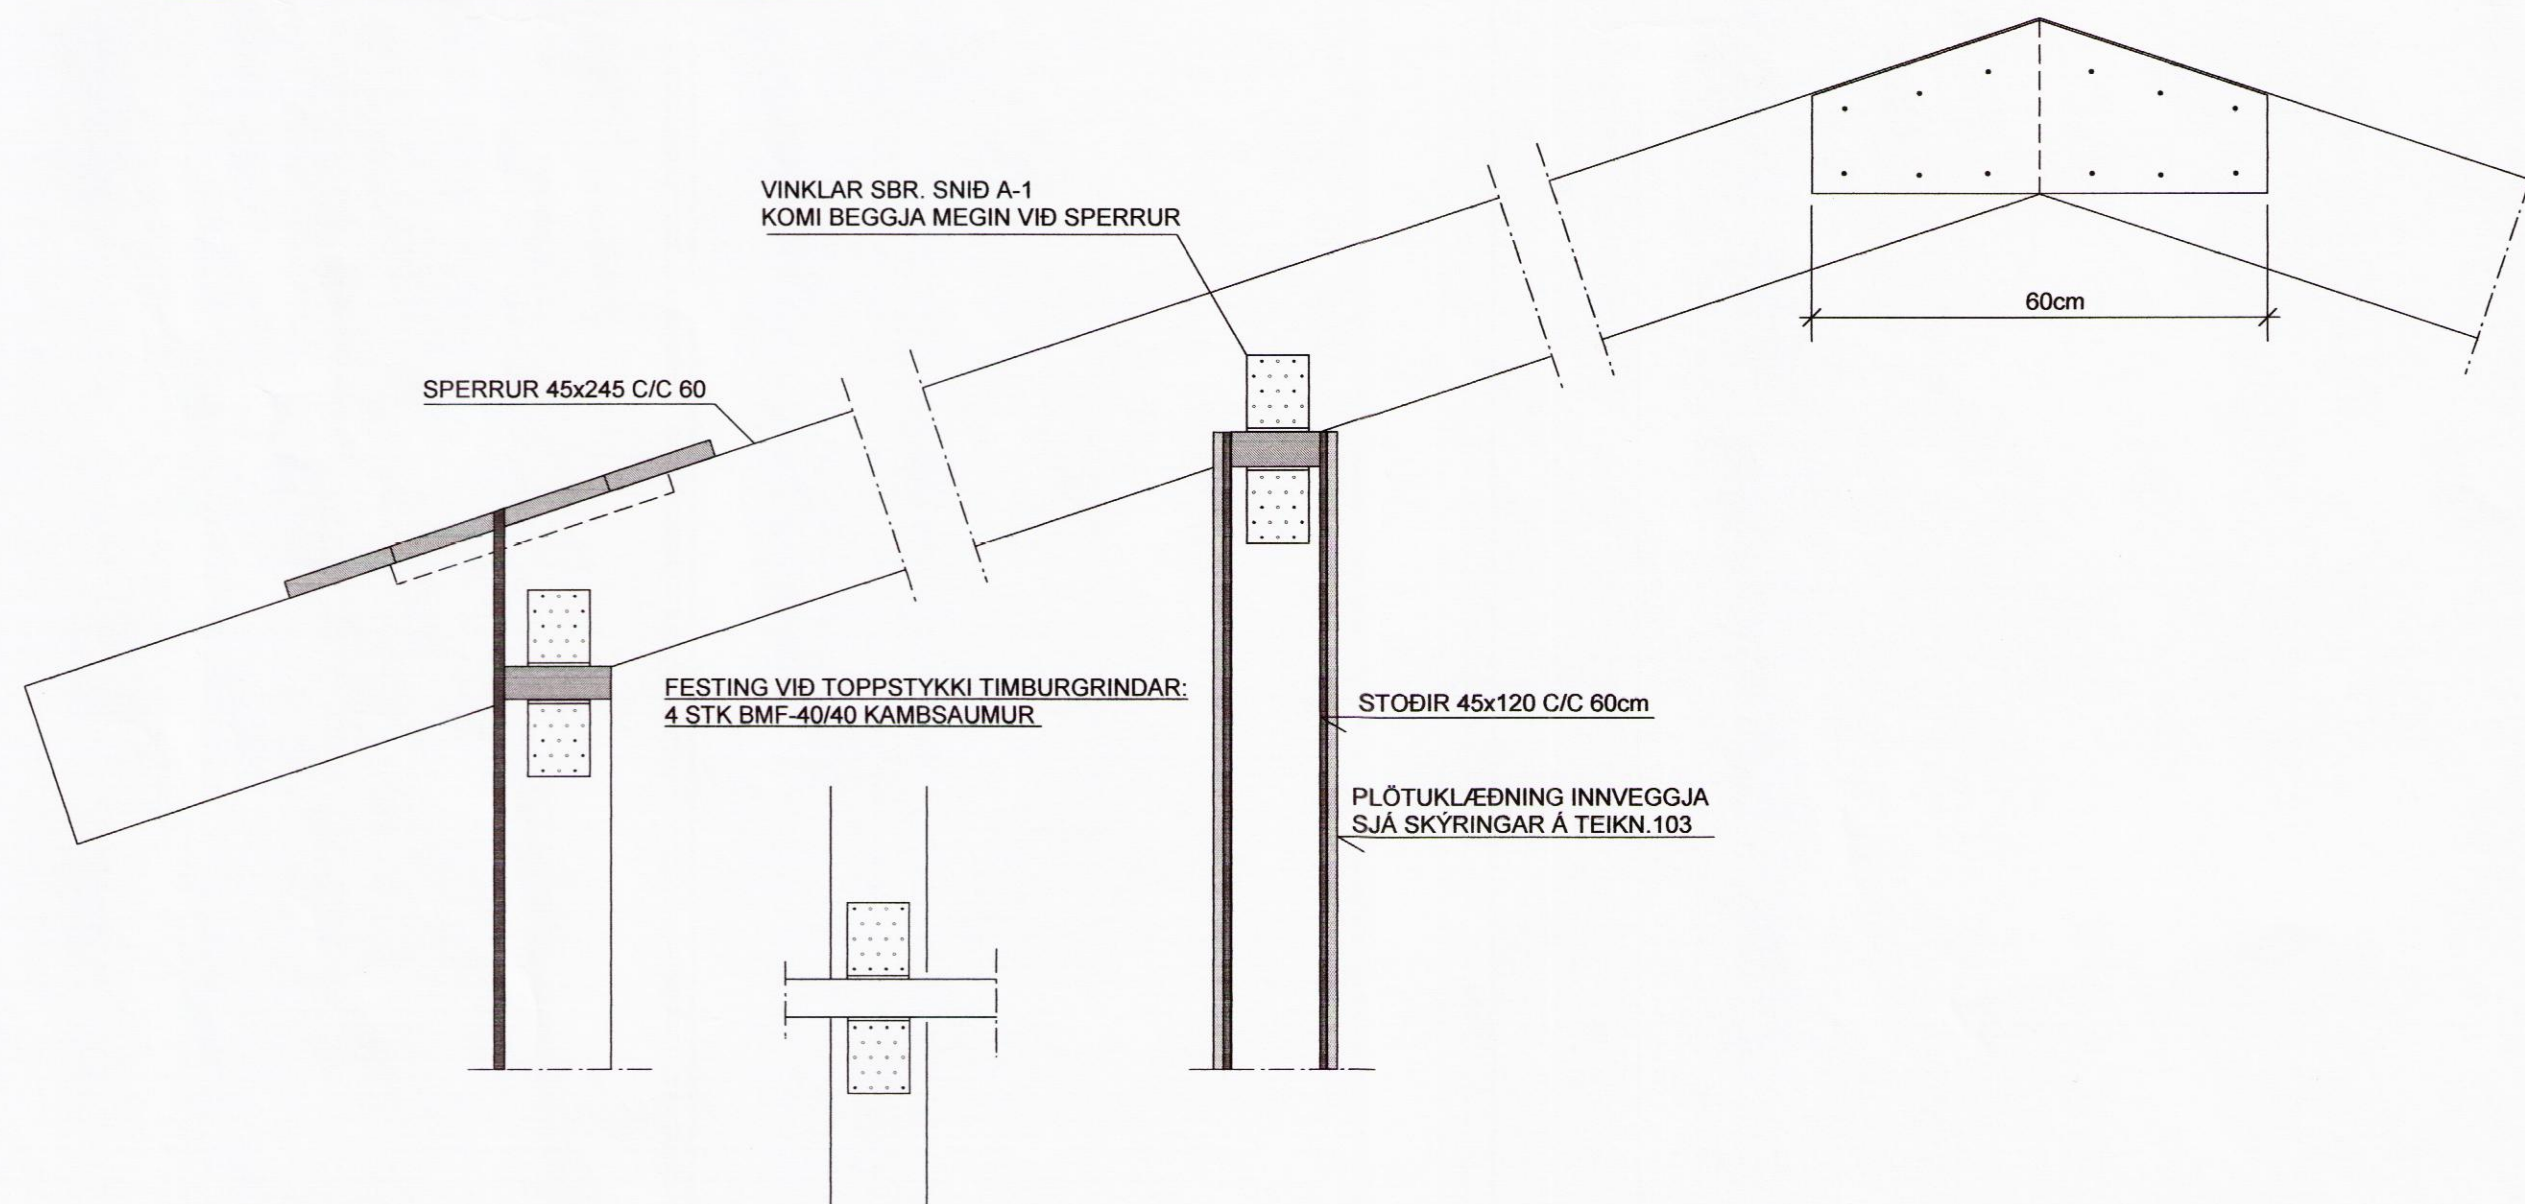 VINKLAR SBR. SNIÐ A-1
KOMI BEGGJA MEGIN VIÐ SPERRUR
60cm
SPERRUR 45x245 C/C 60
FESTING VIÐ TOPPSTYKKI TIMBURGRINDAR:
4 STK BMF-40/40 KAMBSAUMUR
STOÐIR 45x120 C/C 60cm
PLÖTUKLÆÐNING INNVEGGJA
SJÁ SKÝRINGAR Á TEIKN.103